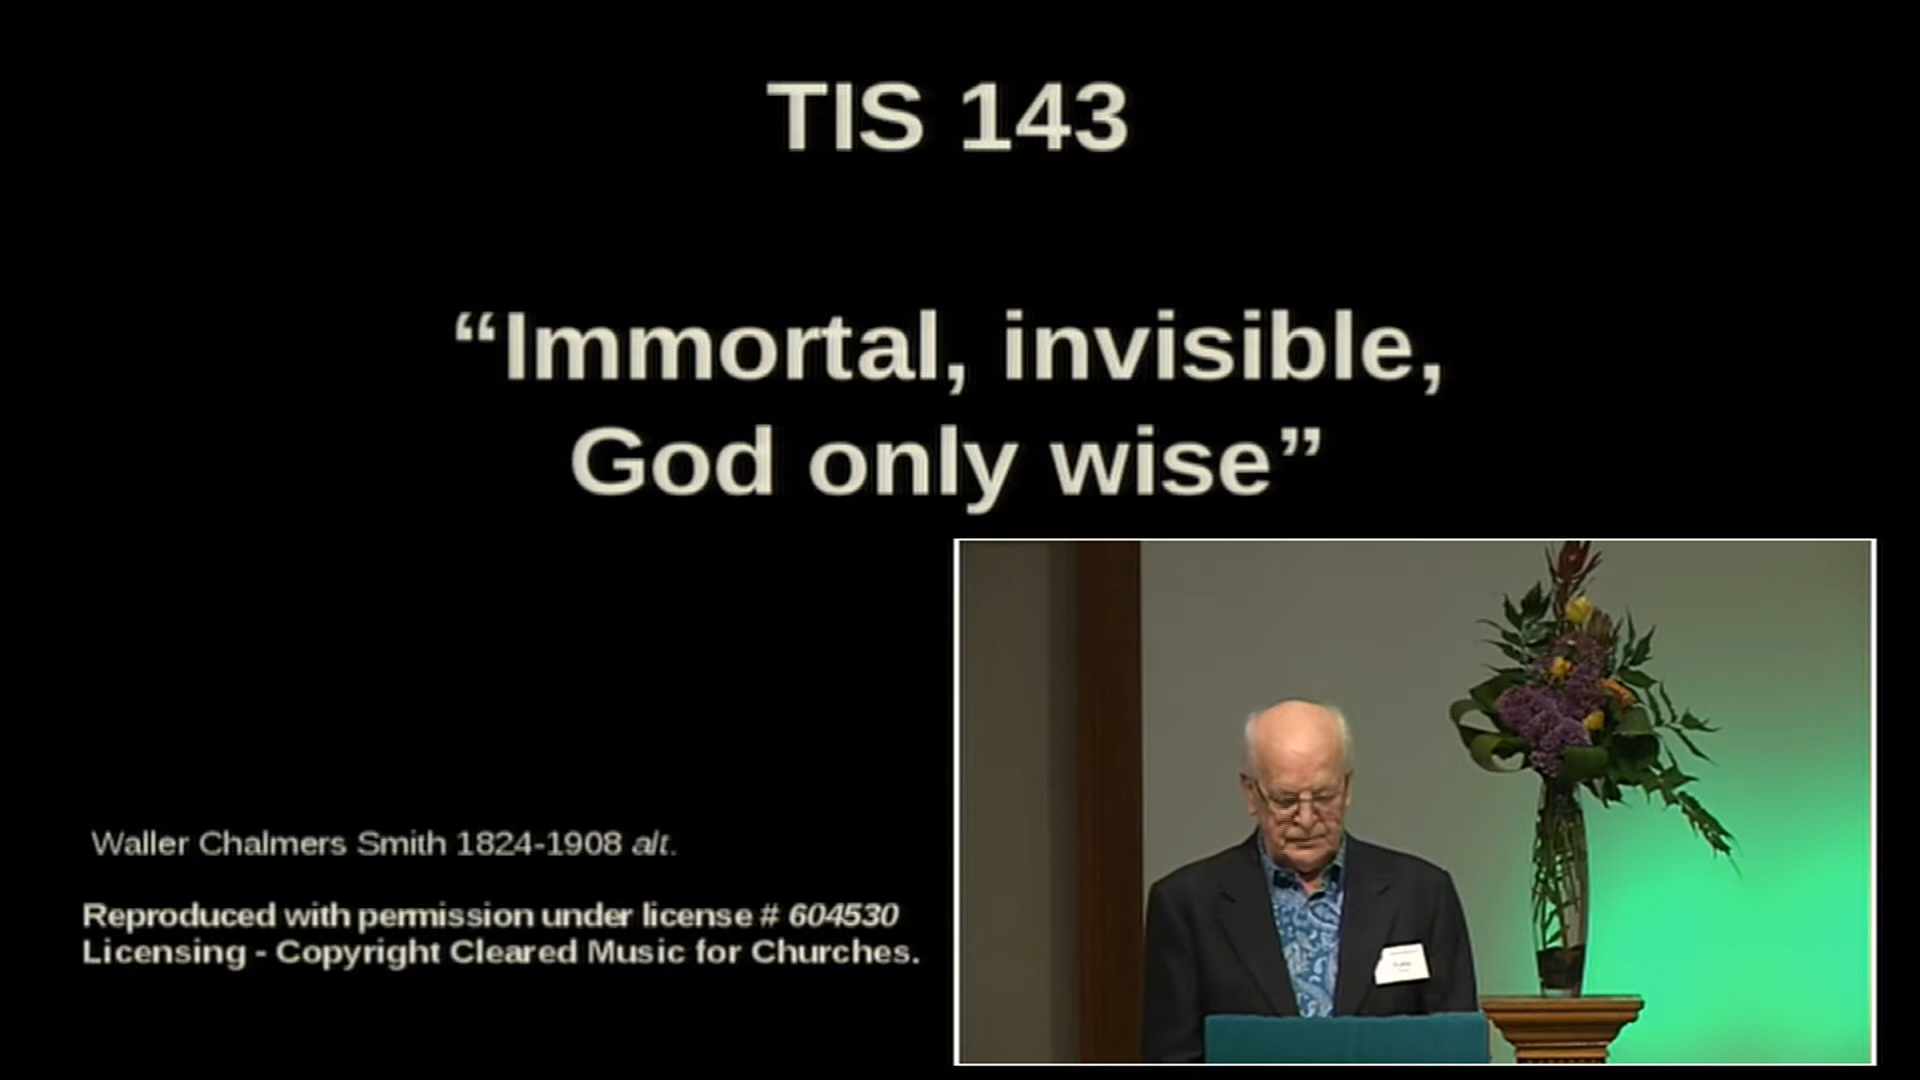 TIS 143
“Immortal, invisible,
God only wise”
Waller Chalmers Smith 1824-1908 alt.
Reproduced with permission under license # 604530
Licensing - Copyright Cleared Music for Churches.